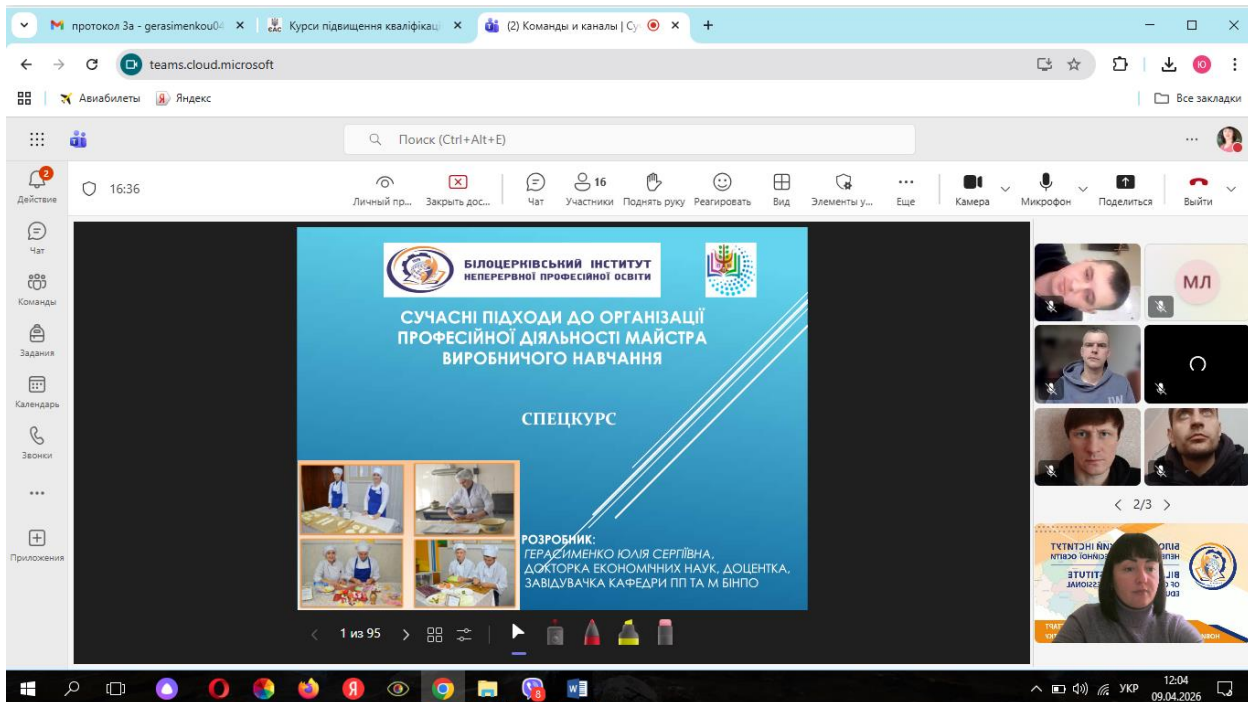 протокол 3а - gerasimenkou04
Курси підвищення кваліфікаці
(2) Команды и каналы | Су
teams.cloud.microsoft
Ю
Авиабилеты
Яндекс
Все закладки
Поиск (Ctrl+Alt+E)
2
Действие
Чат
Команды
Задания
Календарь
Звонки
Приложения
16:36
Личный пр...
Закрыть дос...
Чат
16
Участники
Поднять руку
Реагировать
Вид
Элементы у...
Еще
Камера
Микрофон
Поделиться
Выйти
БІЛОЦЕРКІВСЬКИЙ ІНСТИТУТ
НЕПЕРЕРВНОЇ ПРОФЕСІЙНОЇ ОСВІТИ
СУЧАСНІ ПІДХОДИ ДО ОРГАНІЗАЦІЇ
ПРОФЕСІЙНОЇ ДІЯЛЬНОСТІ МАЙСТРА
ВИРОБНИЧОГО НАВЧАННЯ
СПЕЦКУРС
РОЗРОБНИК:
ГЕРАСИМЕНКО ЮЛІЯ СЕРГІЇВНА,
ДОКТОРКА ЕКОНОМІЧНИХ НАУК, ДОЦЕНТКА,
ЗАВІДУВАЧКА КАФЕДРИ ПП ТА М БІНПО
1 из 95
МЛ
2/3
8
УКР
12:04
09.04.2026